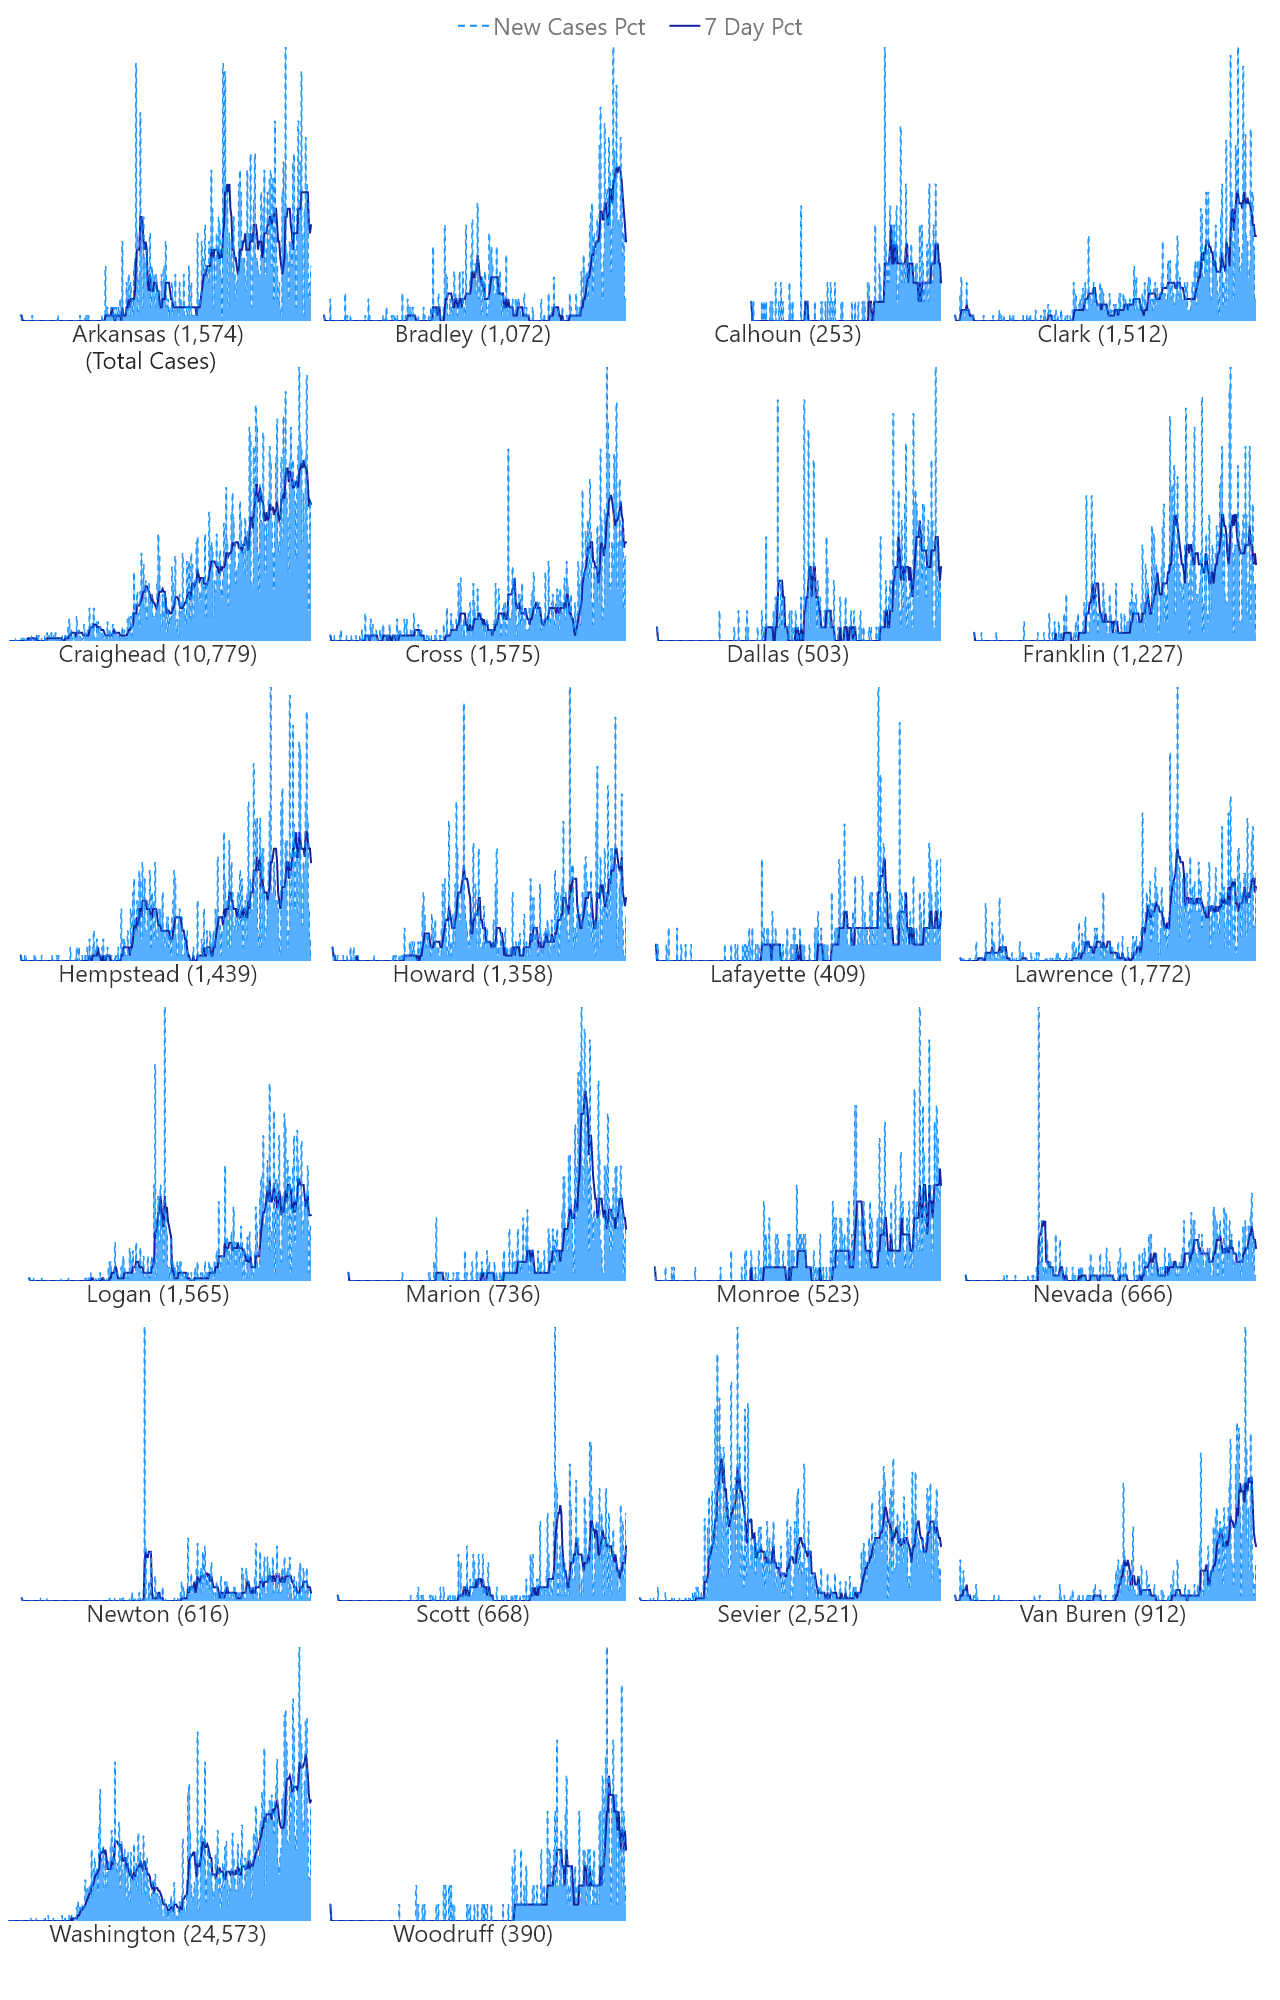 New Cases Pct 7 Day Pct
Arkansas (1,574) Bradley (1,072) Calhoun (253) Clark (1,512)
(Total Cases)
Craighead (10,779) Cross (1,575) Dallas (503) Franklin (1,227)
Hempstead (1,439) Howard (1,358) Lafayette (409) Lawrence (1,772)
Logan (1,565) Marion (736) Monroe (523) Nevada (666)
Newton (616) Scott (668) Sevier (2,521) Van Buren (912)
Washington (24,573) Woodruff (390)